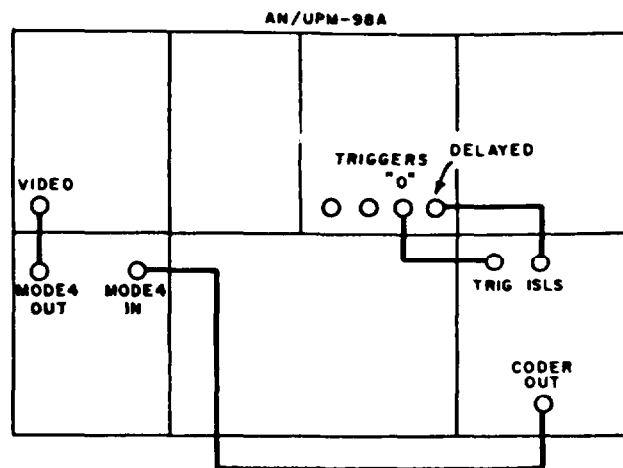 AN/UPM-98A
TRIGGERS
"0"
DELAYED
VIDEO
MODE4
OUT
MODE4
IN
TRIG
ISLS
CODER
OUT